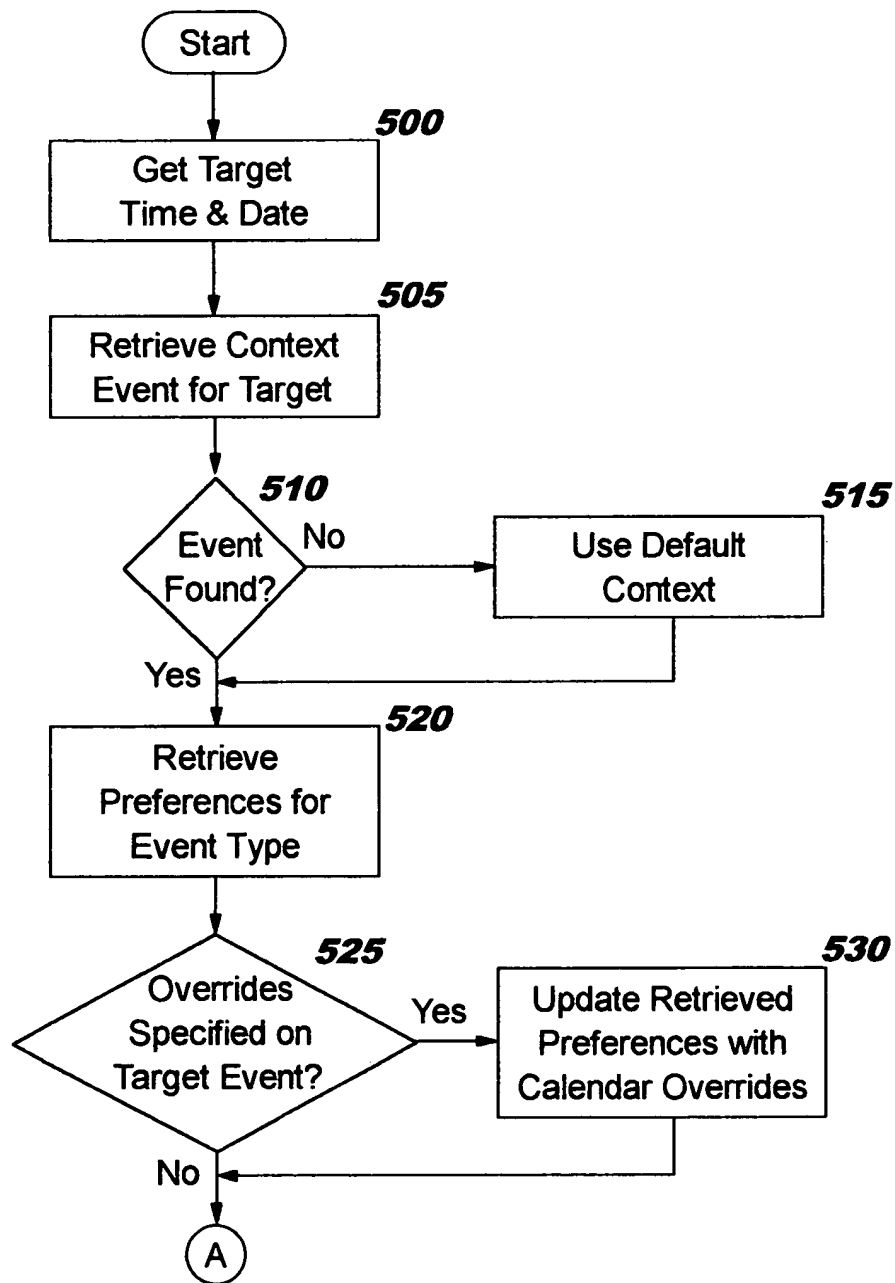 Start
500
Get Target
Time & Date
505
Retrieve Context
Event for Target
510
Event
Found?
No
515
Use Default
Context
Yes
520
Retrieve
Preferences for
Event Type
525
Overrides
Specified on
Target Event?
Yes
530
Update Retrieved
Preferences with
Calendar Overrides
No
A